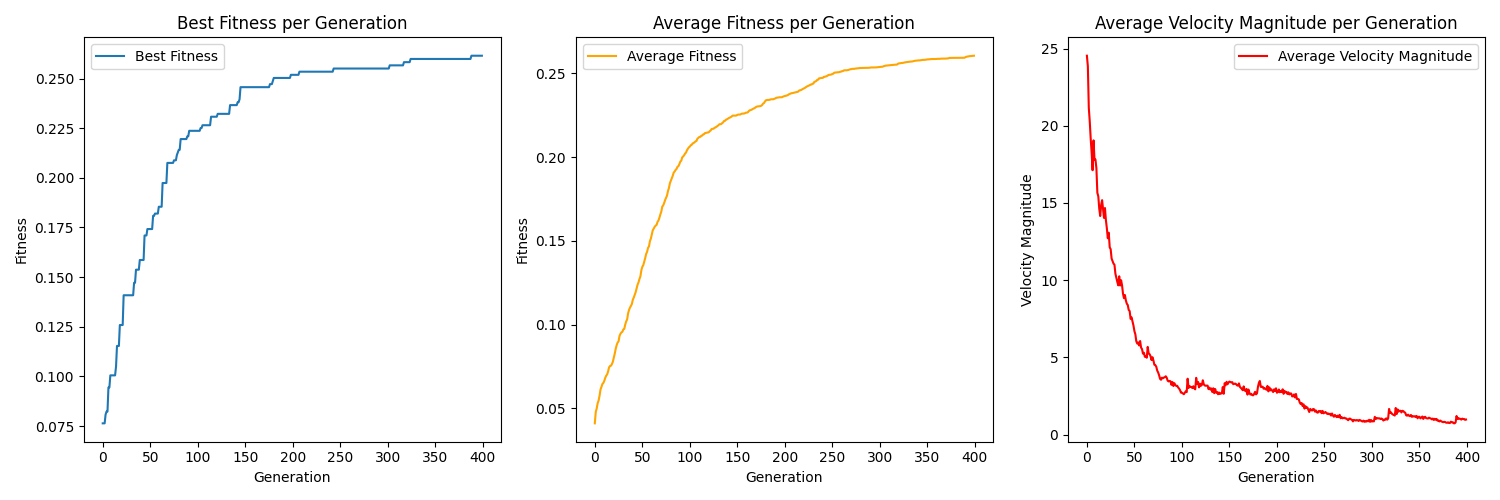 Best Fitness per Generation
Best Fitness
Fitness
0.250
0.225
0.200
0.175
0.150
0.125
0.100
0.075
0 50 100 150 200 250 300 350 400
Generation
Average Fitness per Generation
Average Fitness
Fitness
0.25
0.20
0.15
0.10
0.05
0 50 100 150 200 250 300 350 400
Generation
Average Velocity Magnitude per Generation
Average Velocity Magnitude
Velocity Magnitude
25
20
15
10
5
0
0 50 100 150 200 250 300 350 400
Generation